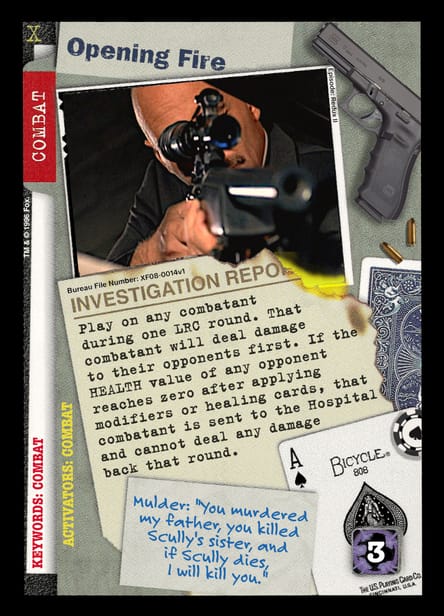 X
Opening Fire
COMBAT
Episode: Redux II
TM & © 1996 Fox.
Bureau File Number: XF08-0014v1
INVESTIGATION REPO
Play on any combatant
during one LRC round. That
combatant will deal damage
to their opponents first. If the
HEALTH value of any opponent
reaches zero after applying
modifiers or healing cards, that
combatant is sent to the Hospital
and cannot deal any damage
back that round.
KEYWORDS: COMBAT
ACTIVATORS: COMBAT
A
BICYCLE®
808
Mulder: "You murdered
my father, you killed
Scully's sister, and
if Scully dies,
I will kill you."
3
THE U.S. PLAYING CARD CO.
CINCINNATI, U.S.A.